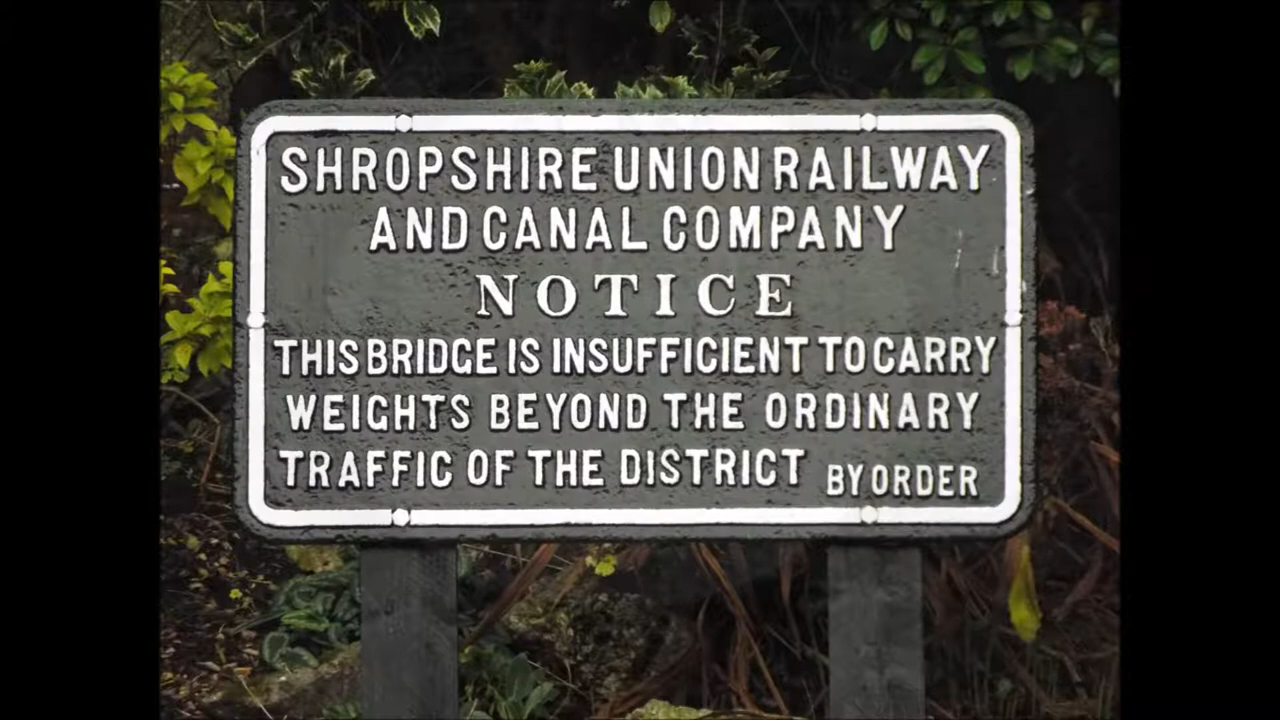 SHROPSHIRE UNION RAILWAY
AND CANAL COMPANY
NOTICE
THIS BRIDGE IS INSUFFICIENT TO CARRY
WEIGHTS BEYOND THE ORDINARY
TRAFFIC OF THE DISTRICT BY ORDER